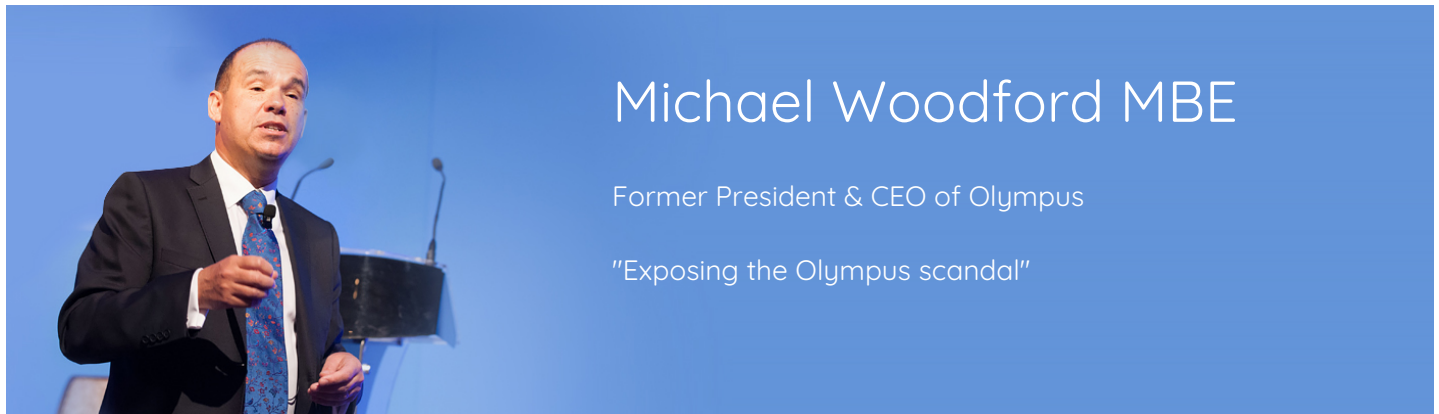 Michael Woodford MBE
Former President & CEO of Olympus
"Exposing the Olympus scandal"